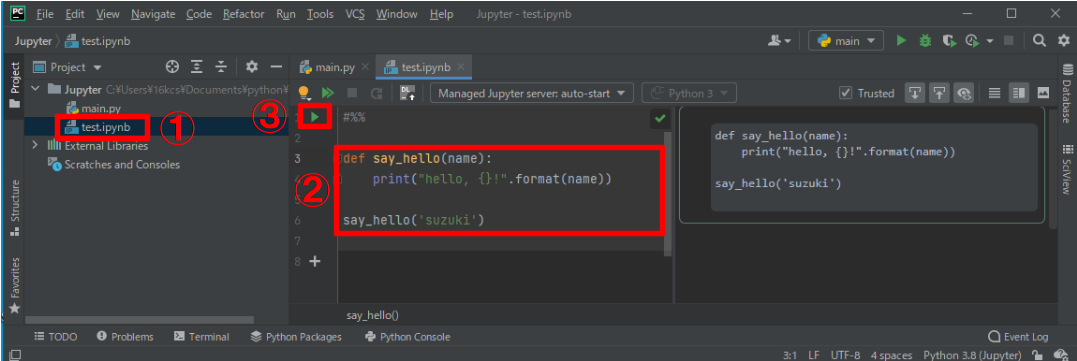 PC File Edit View Navigate Code Refactor Run Tools VCS Window Help Jupyter - test.ipynb
Jupyter test.ipynb main
Project main.py test.ipynb
Jupyter C:¥Users¥16kcs¥Documents¥python¥
main.py
test.ipynb ①
External Libraries
Scratches and Consoles
Project
Structure
Favorites
DL Managed Jupyter server: auto-start Python 3 Trusted
③
1 #%%
2
3 def say_hello(name):
print("hello, {}!".format(name))
②
6 say_hello('suzuki')
7
8 +
def say_hello(name):
print("hello, {}!".format(name))
say_hello('suzuki')
Database
SciView
say_hello()
TODO Problems Terminal Python Packages Python Console Event Log
3:1 LF UTF-8 4 spaces Python 3.8 (Jupyter)